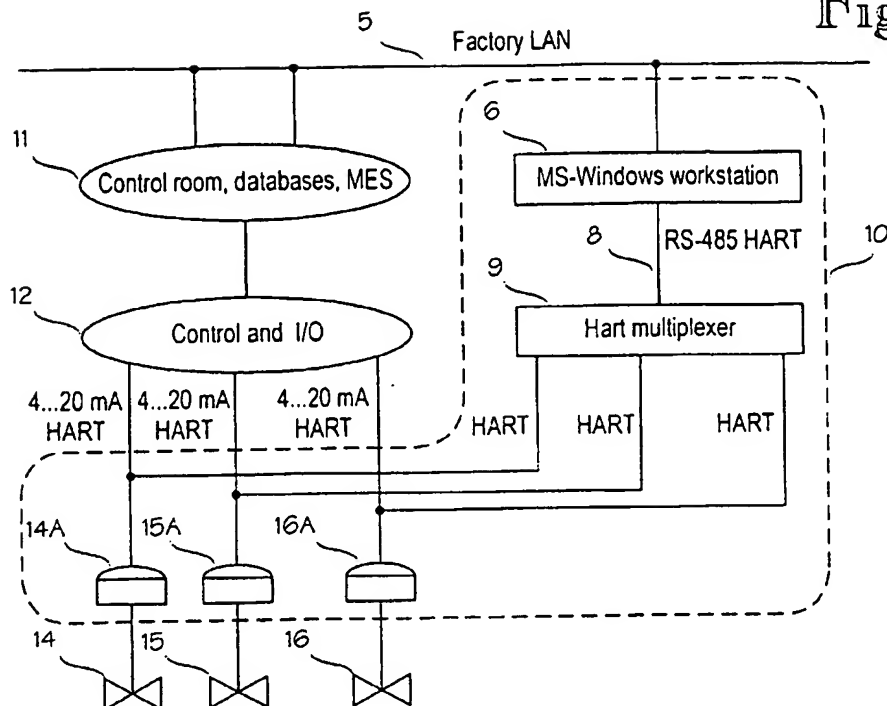 Fig
5
Factory LAN
11
6
Control room, databases, MES
MS-Windows workstation
8
RS-485 HART
10
12
9
Control and I/O
Hart multiplexer
4...20 mA 4...20 mA 4...20 mA
HART HART HART
HART HART HART
14A
15A
16A
14
15
16